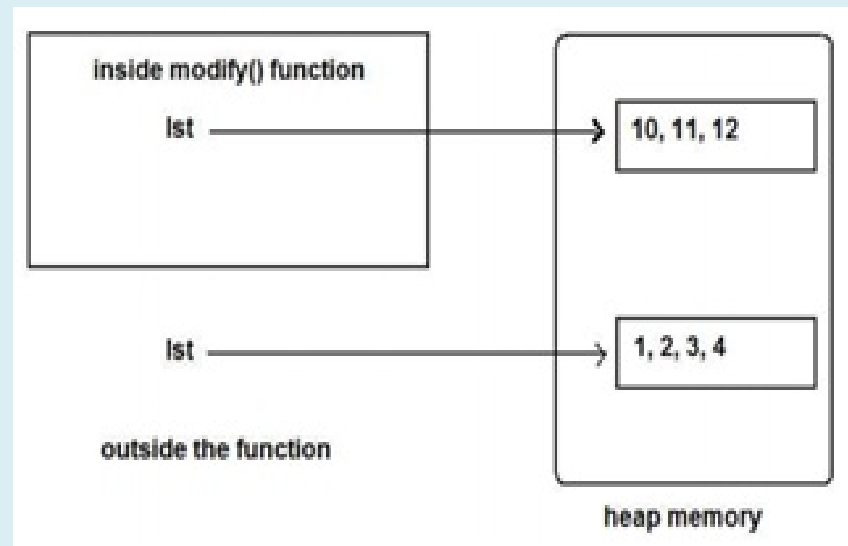 inside modify() function
lst
10, 11, 12
lst
1, 2, 3, 4
outside the function
heap memory